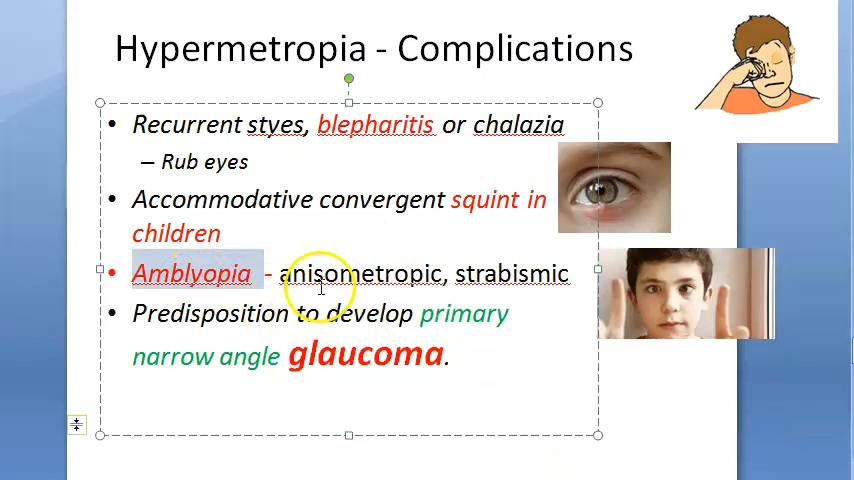 Hypermetropia - Complications
• Recurrent styes, blepharitis or chalazia
– Rub eyes
• Accommodative convergent squint in
children
• Amblyopia - anisometropic, strabismic
• Predisposition to develop primary
narrow angle glaucoma.